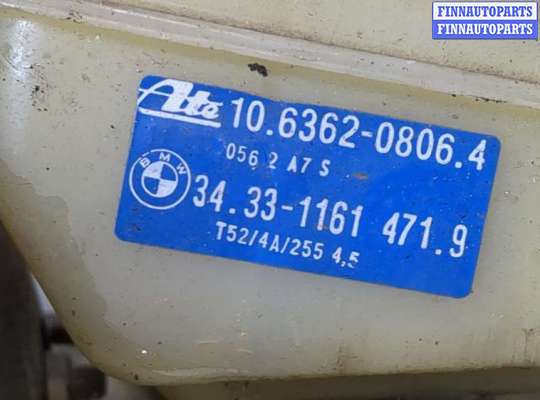 FINNAUTOPARTS
FINNAUTOPARTS
Ate 10.6362-0806.4
056 2 A7 S
BMW
34.33-1161 471.9
T52/4A/255 4,5